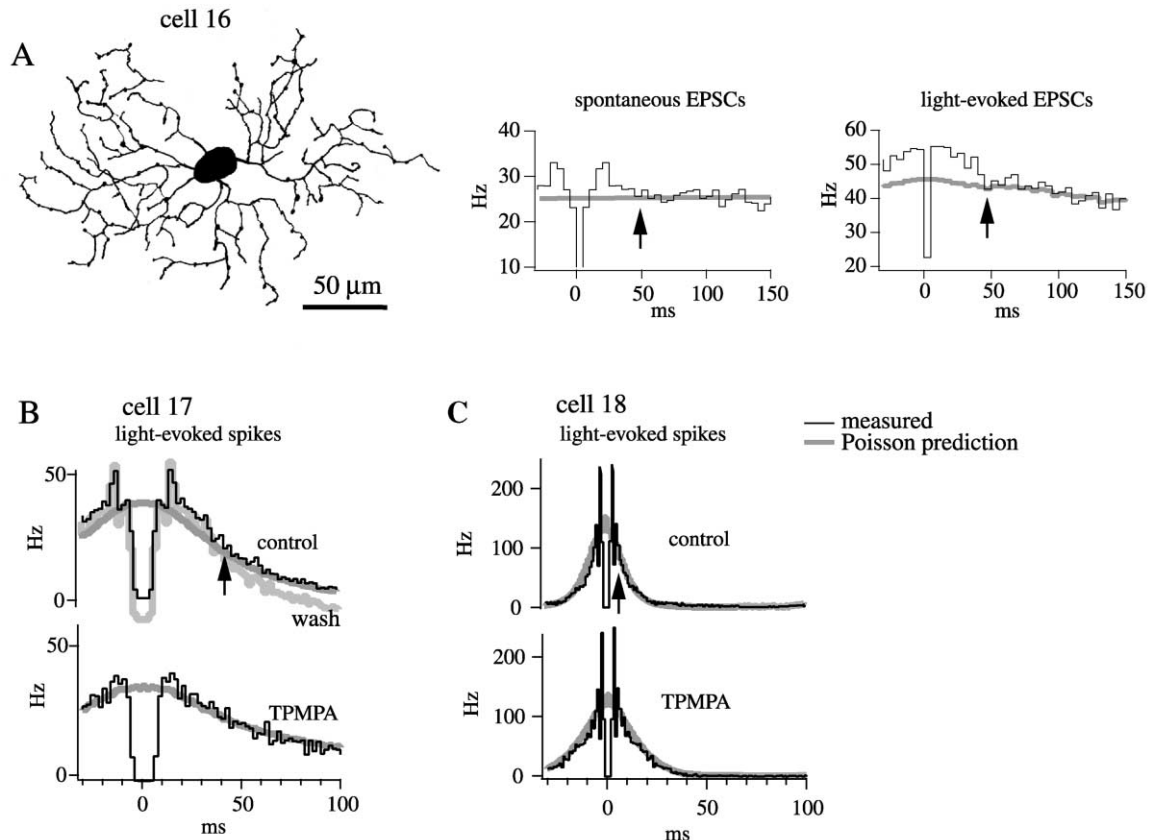 cell 16
A
50 μm
spontaneous EPSCs
40
30
20
10
Hz
0 50 100 150
ms
light-evoked EPSCs
60
50
40
30
20
Hz
0 50 100 150
ms
B
cell 17
light-evoked spikes
50
Hz
0
control
wash
50
Hz
0
TPMPA
0 50 100
ms
C
cell 18
light-evoked spikes
200
100
0
Hz
control
200
100
0
Hz
TPMPA
-30 0 50 100
ms
measured
Poisson prediction